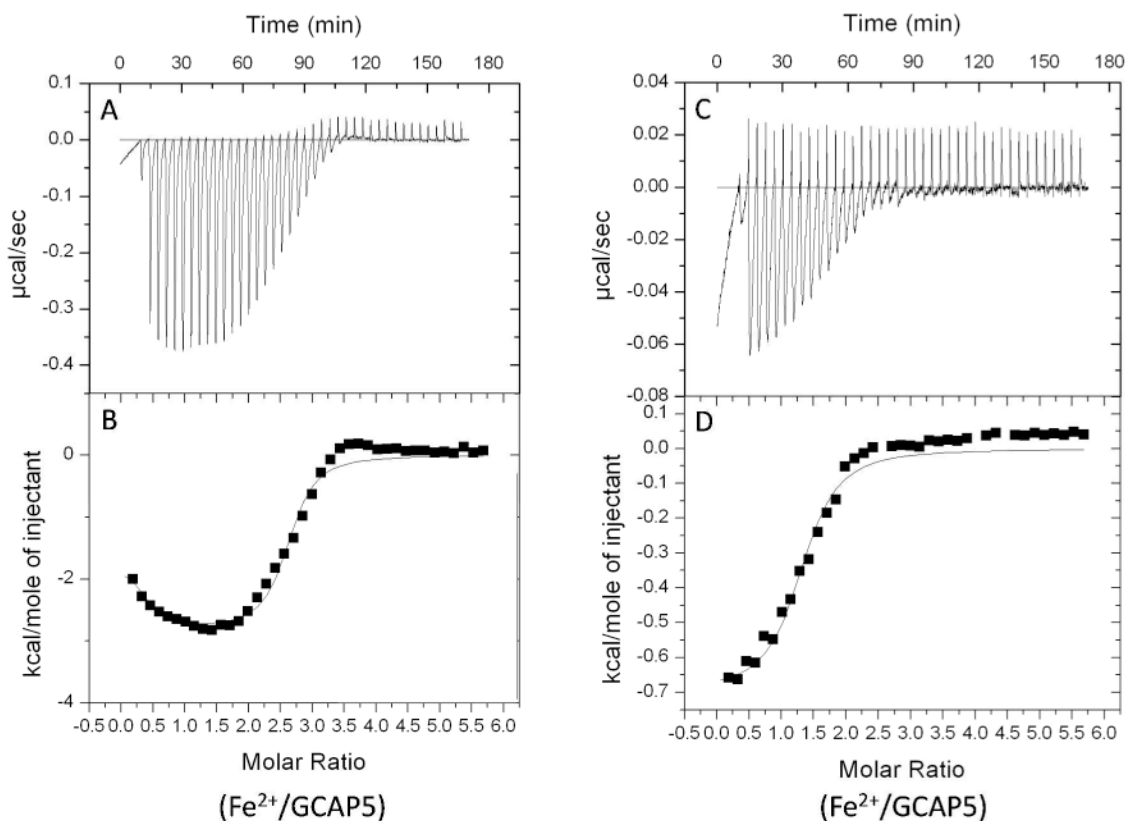 Time (min)
0 30 60 90 120 150 180
0.1
A
0.0
-0.1
-0.2
-0.3
-0.4
µcal/sec
B
0
-2
-4
kcal/mole of injectant
-0.5 0.0 0.5 1.0 1.5 2.0 2.5 3.0 3.5 4.0 4.5 5.0 5.5 6.0
Molar Ratio
(Fe²⁺/GCAP5)
Time (min)
0 30 60 90 120 150 180
0.04
C
0.02
0.00
-0.02
-0.04
-0.06
-0.08
µcal/sec
0.1
D
0.0
-0.1
-0.2
-0.3
-0.4
-0.5
-0.6
-0.7
kcal/mole of injectant
-0.5 0.0 0.5 1.0 1.5 2.0 2.5 3.0 3.5 4.0 4.5 5.0 5.5 6.0
Molar Ratio
(Fe²⁺/GCAP5)